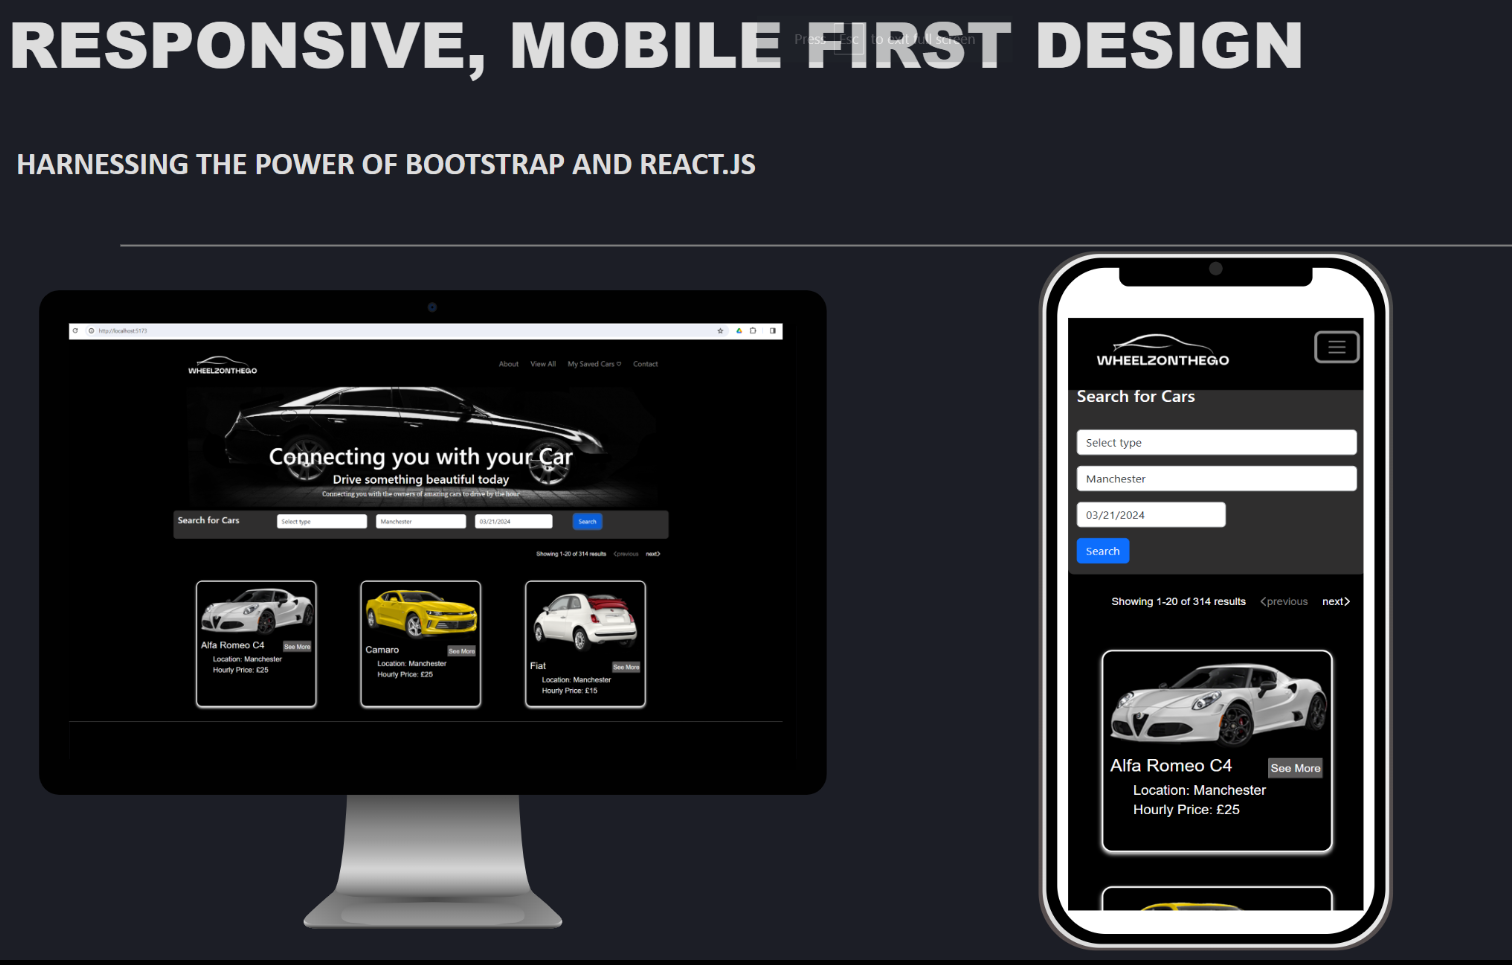 RESPONSIVE, MOBILE FIRST DESIGN
Press Esc to exit full screen
HARNESSING THE POWER OF BOOTSTRAP AND REACT.JS
http://localhost:5173
WHEELZONTHEGO
About View All My Saved Cars Contact
Connecting you with your Car
Drive something beautiful today
Connecting you with the owners of amazing cars to drive by the hour
Search for Cars Select type Manchester 03/21/2024 Search
Showing 1-20 of 314 results previous next
Alfa Romeo C4 See More
Location: Manchester
Hourly Price: £25
Camaro See More
Location: Manchester
Hourly Price: £25
Fiat See More
Location: Manchester
Hourly Price: £15
WHEELZONTHEGO
Search for Cars
Select type
Manchester
03/21/2024
Search
Showing 1-20 of 314 results previous next
Alfa Romeo C4 See More
Location: Manchester
Hourly Price: £25